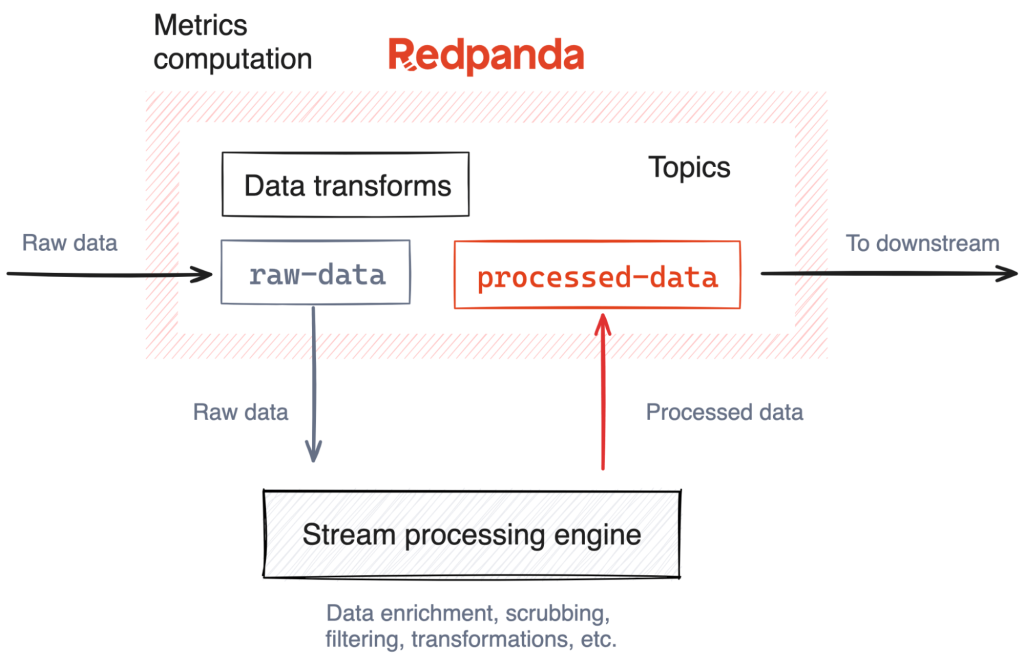 Metrics
computation
Redpanda
Data transforms
Topics
Raw data
raw-data
processed-data
To downstream
Raw data
Processed data
Stream processing engine
Data enrichment, scrubbing,
filtering, transformations, etc.